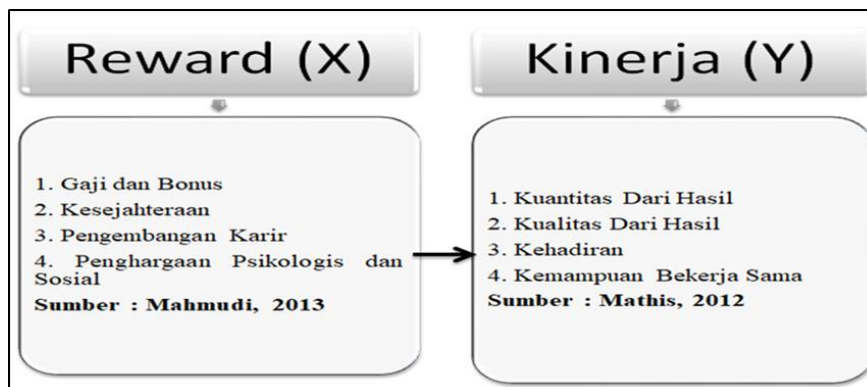 Reward (X)
1. Gaji dan Bonus
2. Kesejahteraan
3. Pengembangan Karir
4. Penghargaan Psikologis dan
Sosial
Sumber : Mahmudi, 2013
Kinerja (Y)
1. Kuantitas Dari Hasil
2. Kualitas Dari Hasil
3. Kehadiran
4. Kemampuan Bekerja Sama
Sumber : Mathis, 2012